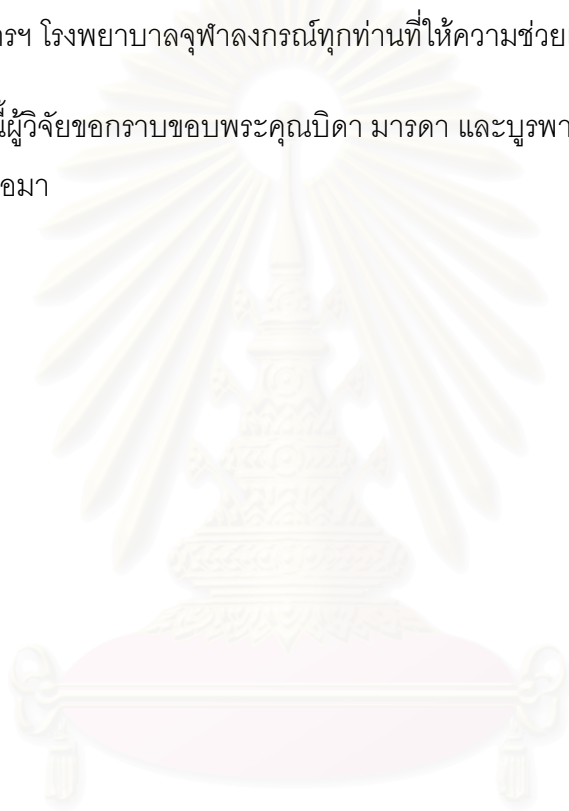 ารฯ โรงพยาบาลจุฬาลงกรณ์ทุกท่านที่ให้ความช่วย
นี้ผู้วิจัยขอกราบขอบพระคุณบิดา มารดา และบูรพา
อมา